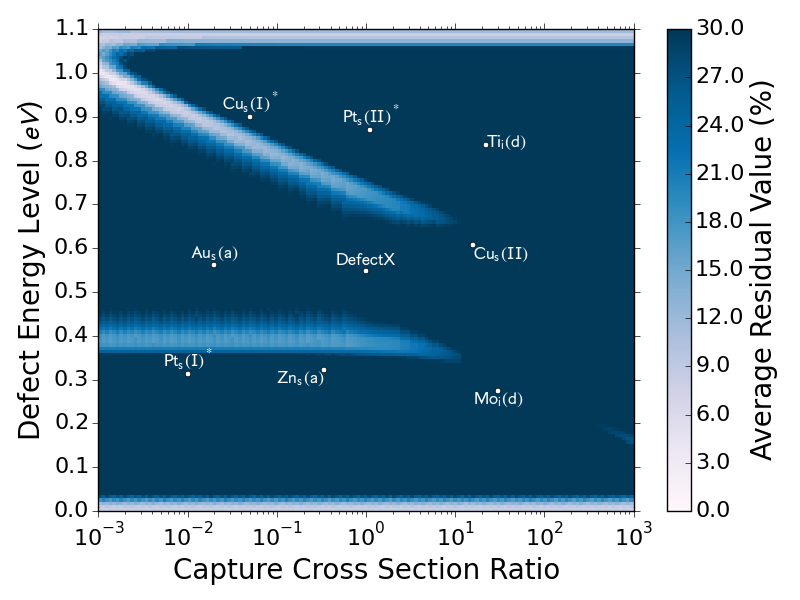 1.1
1.0
0.9
0.8
0.7
0.6
0.5
0.4
0.3
0.2
0.1
0.0
Defect Energy Level (eV)
Cuₛ(I)*
Ptₛ(II)*
Tiᵢ(d)
Auₛ(a)
DefectX
Cuₛ(II)
Ptₛ(I)*
Znₛ(a)
Moᵢ(d)
10⁻³ 10⁻² 10⁻¹ 10⁰ 10¹ 10² 10³
Capture Cross Section Ratio
30.0
27.0
24.0
21.0
18.0
15.0
12.0
9.0
6.0
3.0
0.0
Average Residual Value (%)